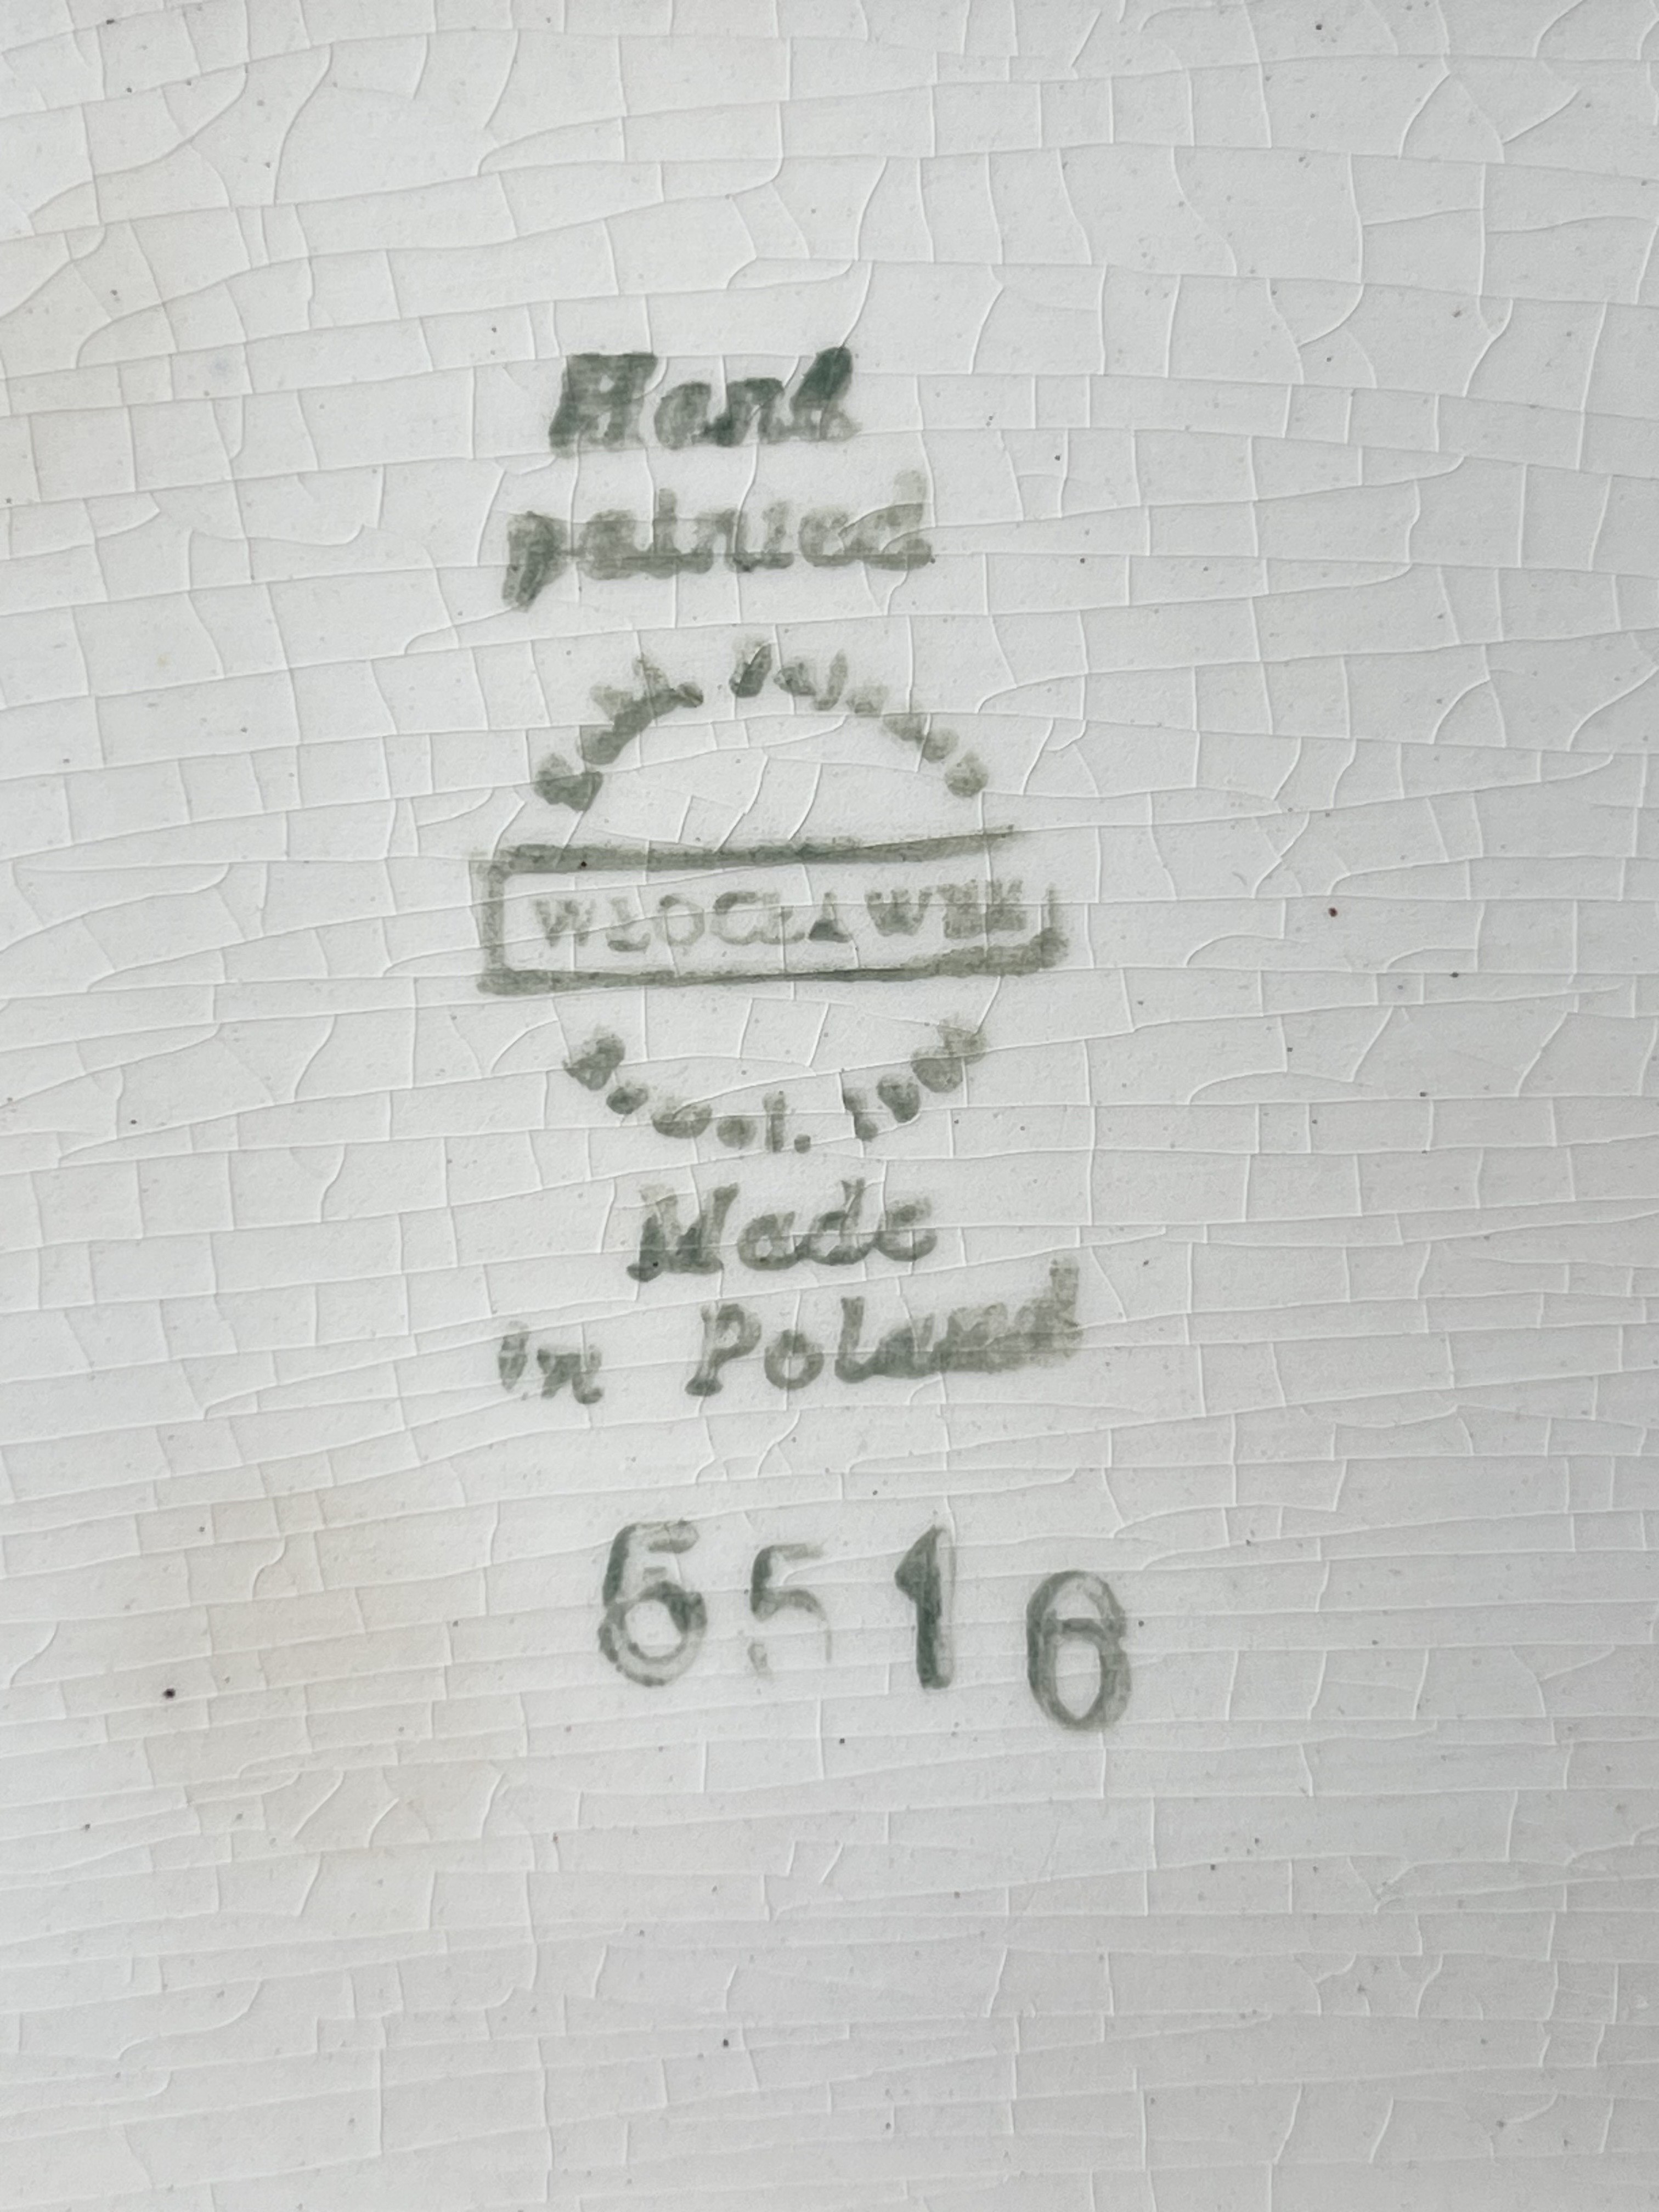 Hand
painted
WŁOCŁAWEK
Made
in Poland
6516